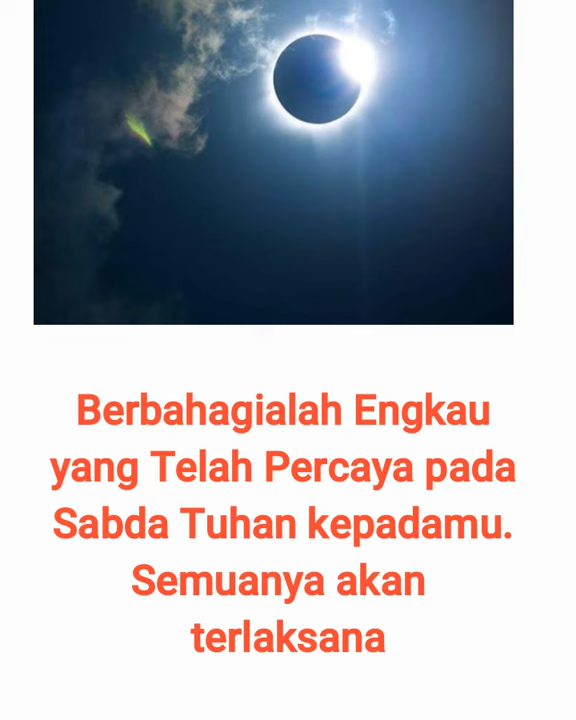 Berbahagialah Engkau
yang Telah Percaya pada
Sabda Tuhan kepadamu.
Semuanya akan
terlaksana